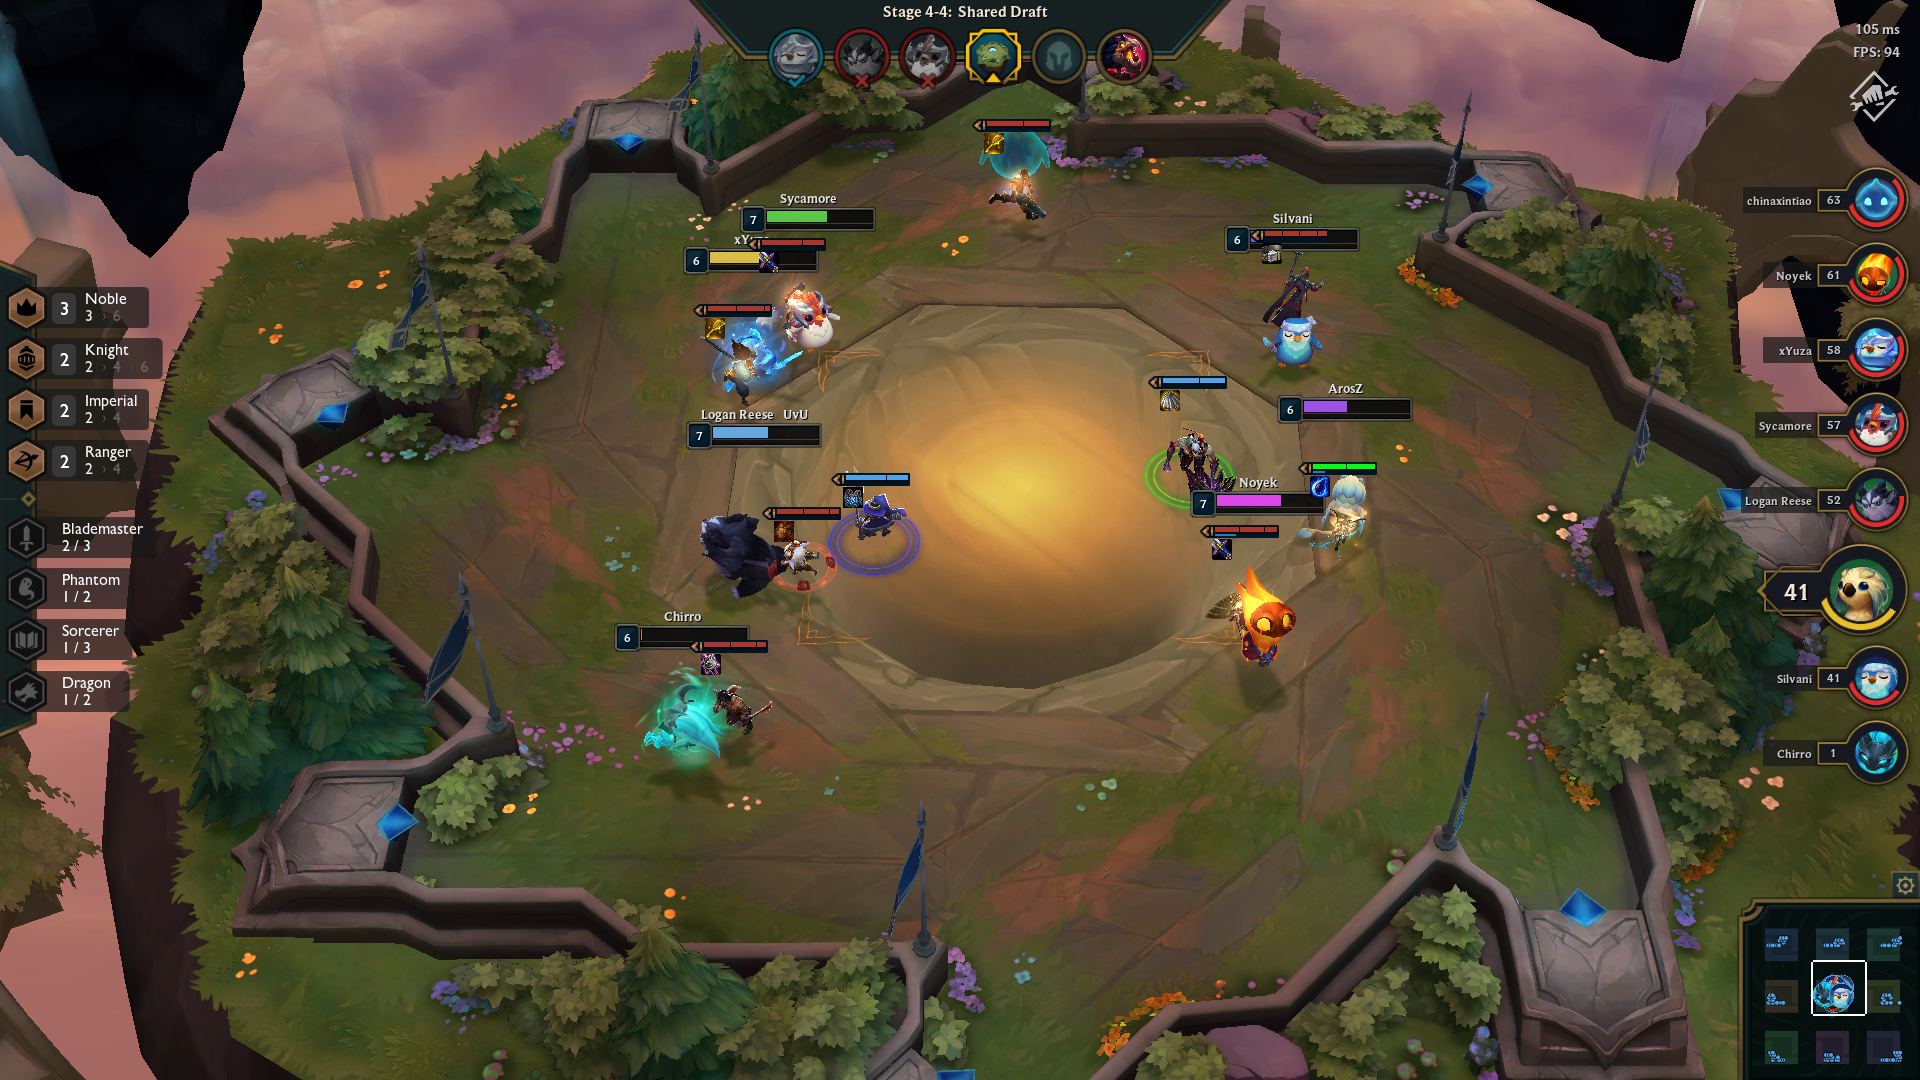 Stage 4-4: Shared Draft
105 ms
FPS: 94
Sycamore
7
6
Silvani
6
chinaxintiao 63
Noyek 61
xYuza 58
Sycamore 57
Logan Reese 52
41
Silvani 41
Chirro 1
3 Noble
3 › 6
2 Knight
2 › 4 › 6
2 Imperial
2 › 4
2 Ranger
2 › 4
Blademaster
2 / 3
Phantom
1 / 2
Sorcerer
1 / 3
Dragon
1 / 2
ArosZ
6
Logan Reese UvU
7
Noyek
7
Chirro
6